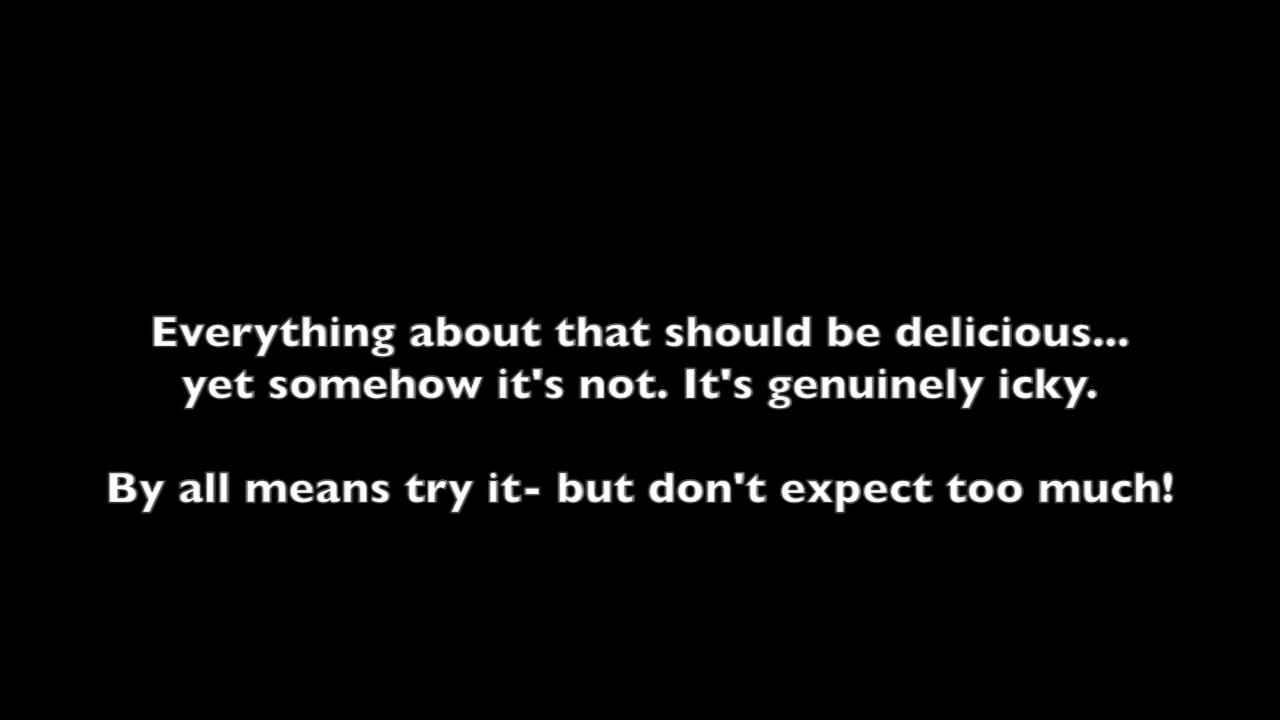 Everything about that should be delicious...
yet somehow it's not. It's genuinely icky.
By all means try it- but don't expect too much!